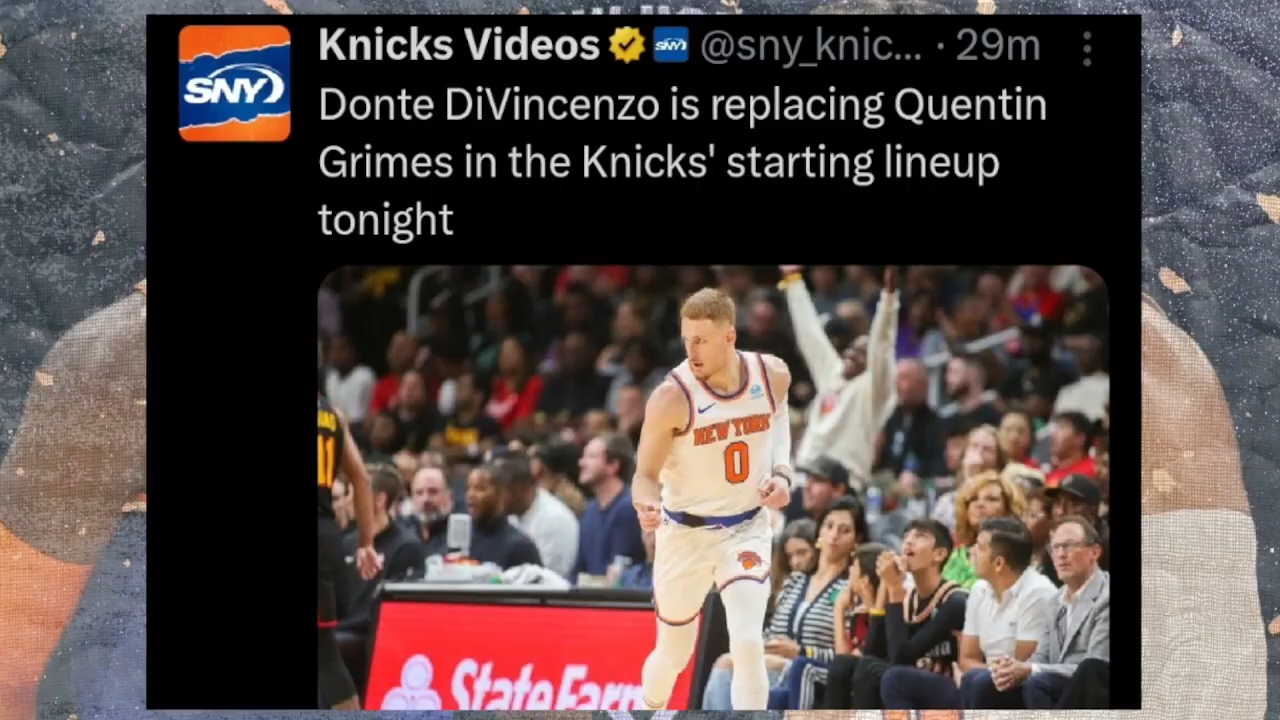 SNY
Knicks Videos SNY @sny_knic... · 29m
Donte DiVincenzo is replacing Quentin
Grimes in the Knicks' starting lineup
tonight
NEW YORK
0
11
State Farm